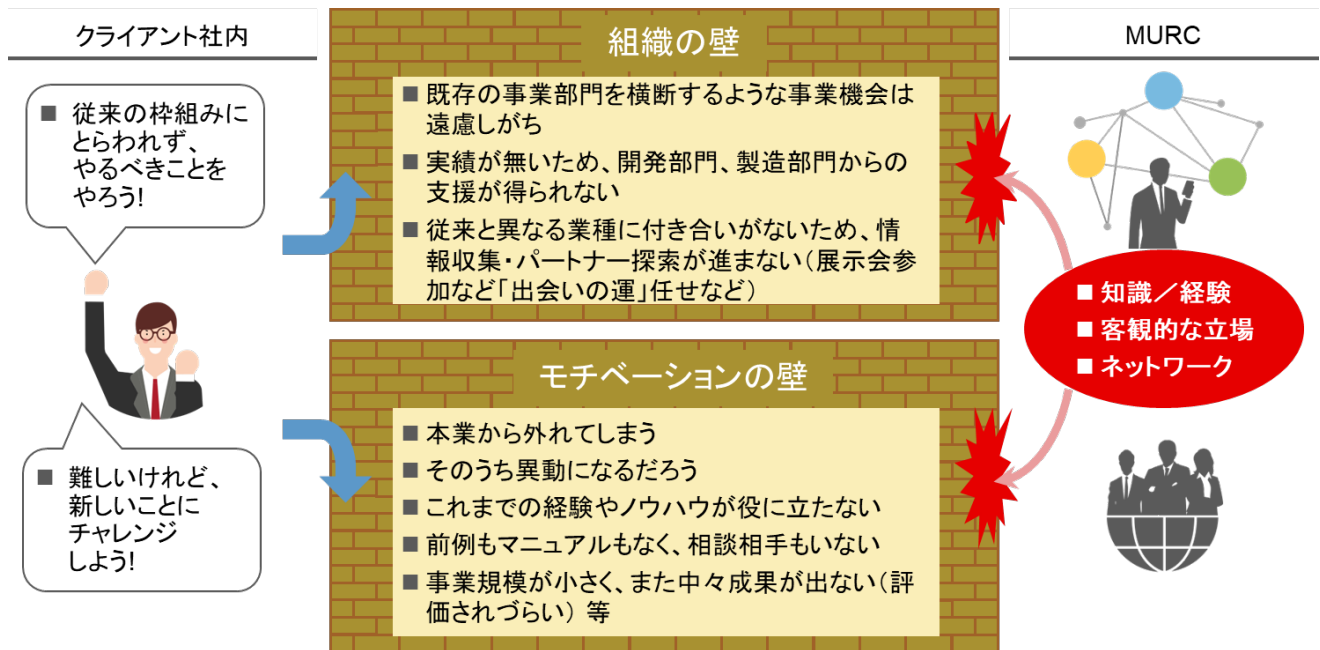 クライアント社内
■ 従来の枠組みに
とらわれず、
やるべきことを
やろう!
■ 難しいけれど、
新しいことに
チャレンジ
しよう!
組織の壁
■ 既存の事業部門を横断するような事業機会は
遠慮しがち
■ 実績が無いため、開発部門、製造部門からの
支援が得られない
■ 従来と異なる業種に付き合いがないため、情
報収集・パートナー探索が進まない（展示会参
加など「出会いの運」任せなど）
モチベーションの壁
■ 本業から外れてしまう
■ そのうち異動になるだろう
■ これまでの経験やノウハウが役に立たない
■ 前例もマニュアルもなく、相談相手もいない
■ 事業規模が小さく、また中々成果が出ない（評
価されづらい） 等
MURC
■ 知識／経験
■ 客観的な立場
■ ネットワーク